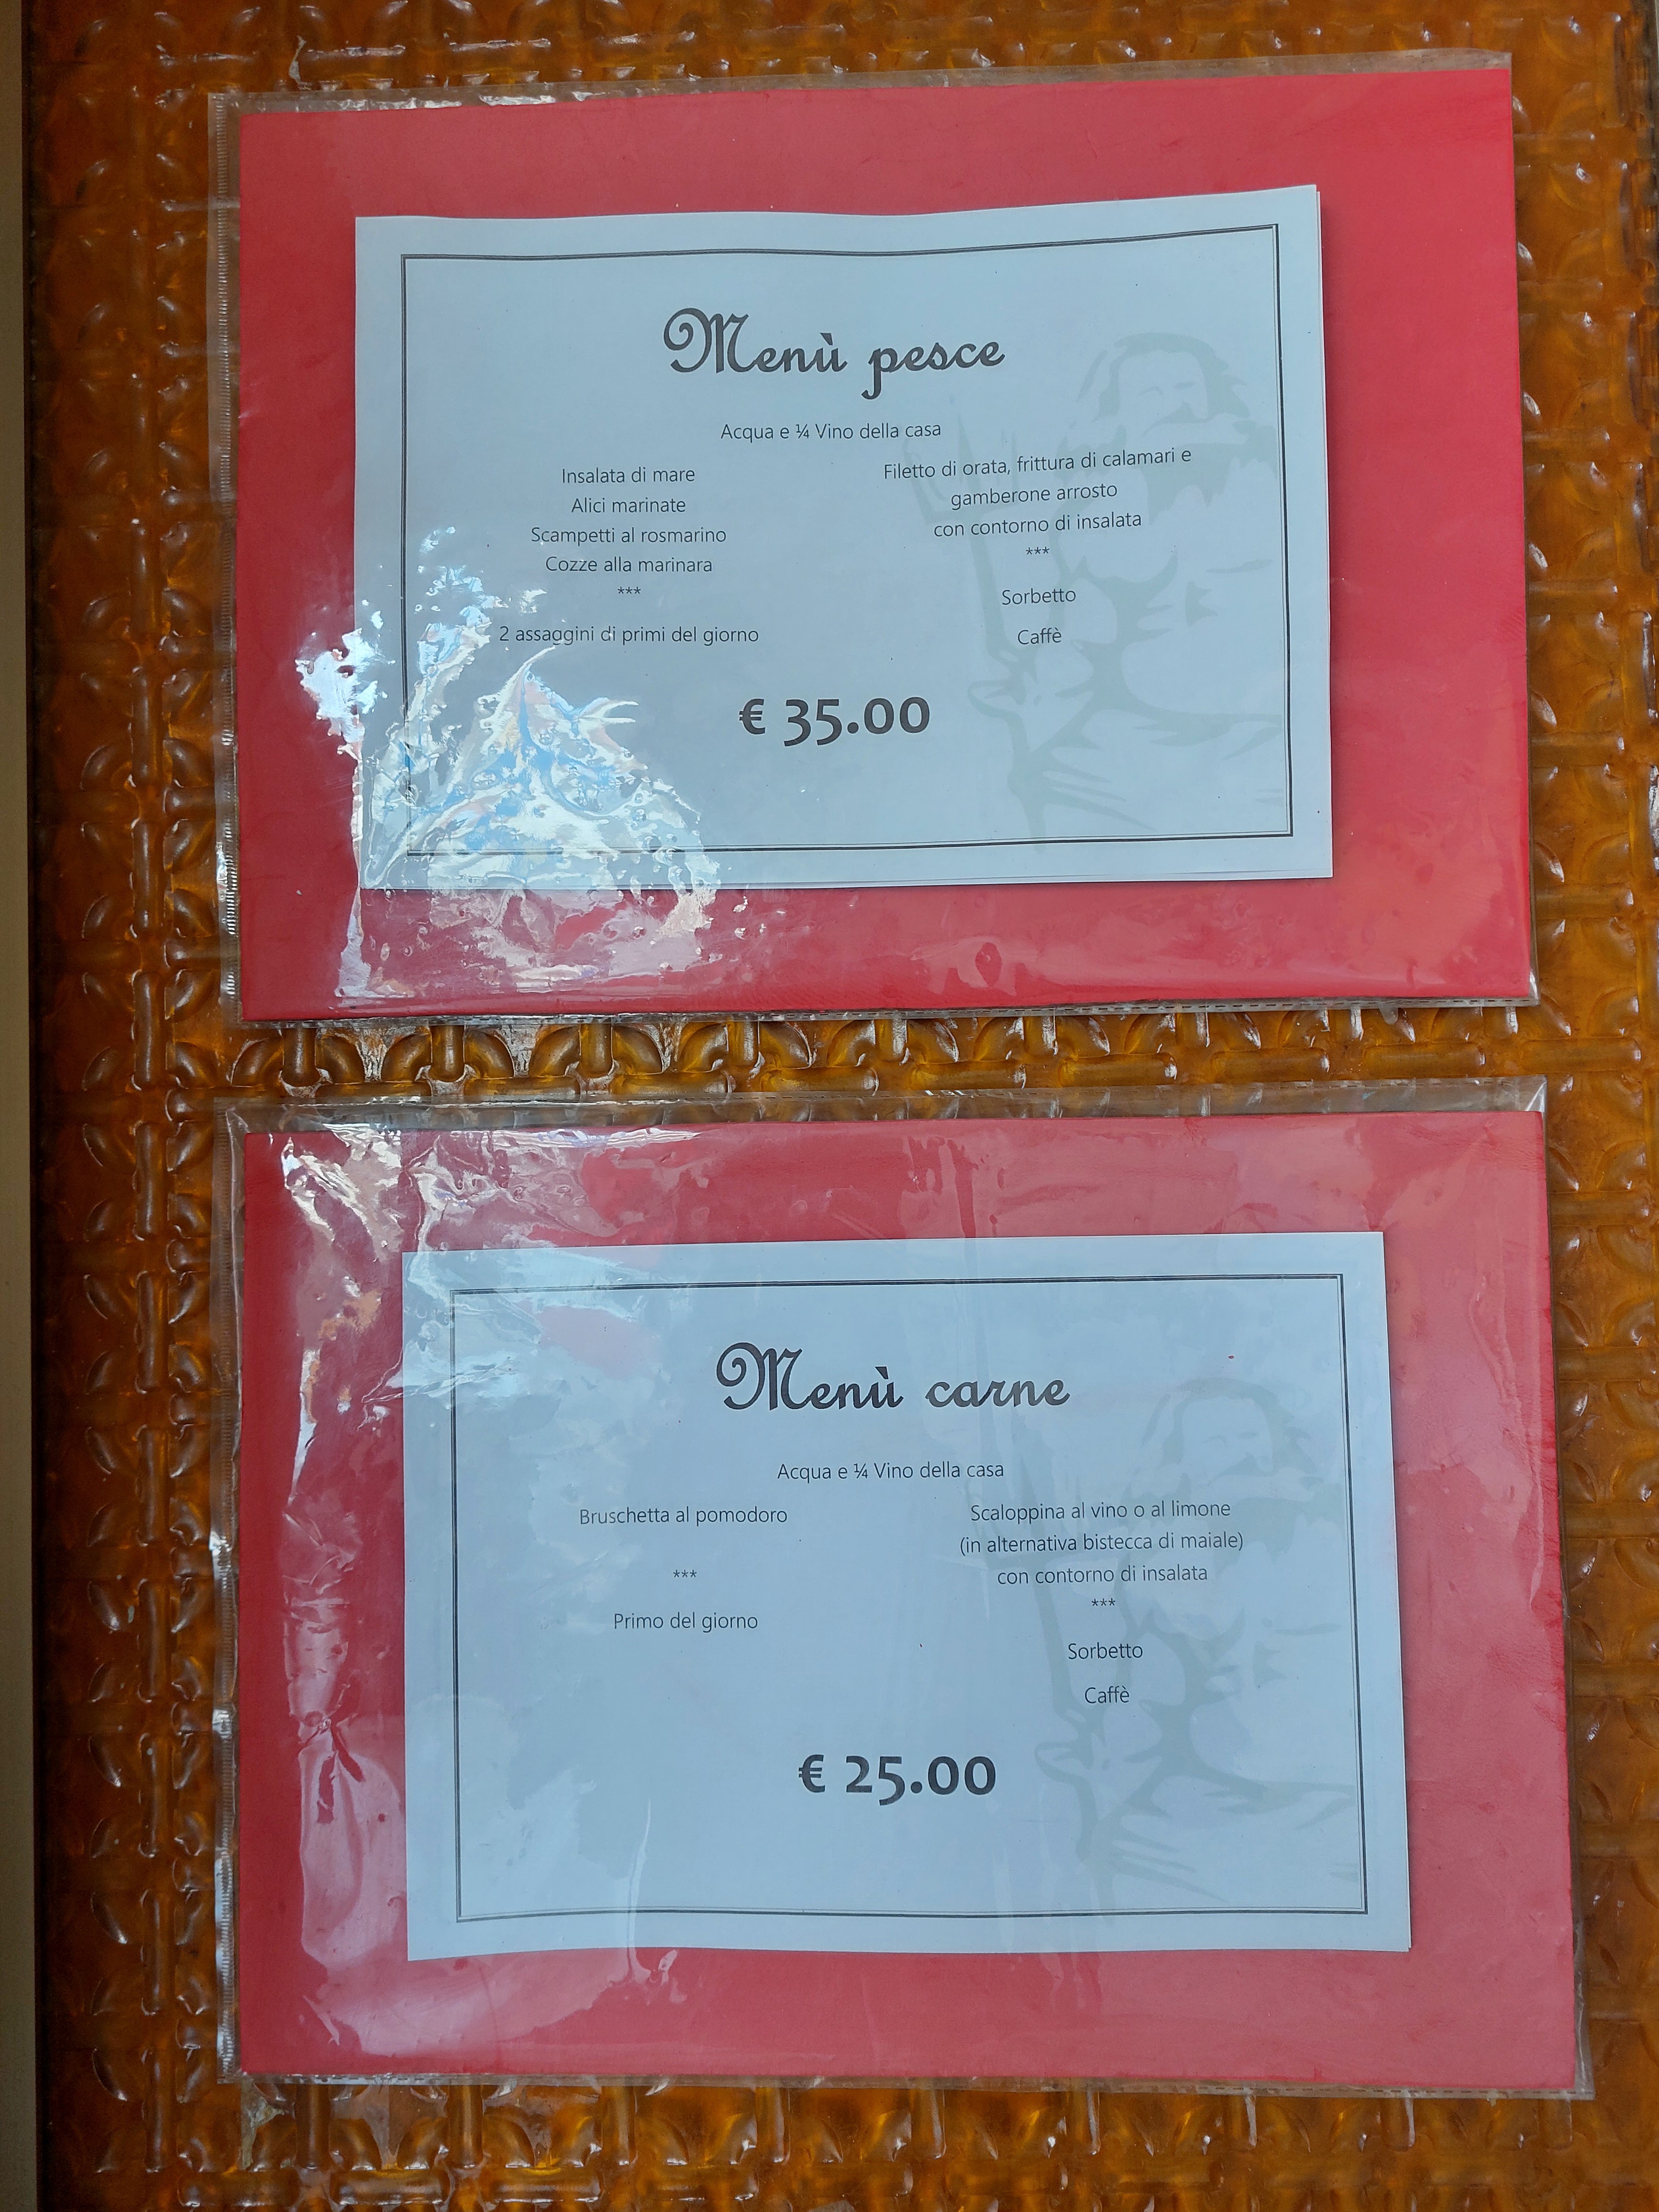 Menù pesce
Acqua e ¼ Vino della casa
Insalata di mare
Alici marinate
Scampetti al rosmarino
Cozze alla marinara
***
2 assaggini di primi del giorno
Filetto di orata, frittura di calamari e
gamberone arrosto
con contorno di insalata
***
Sorbetto
Caffè
€ 35.00
Menù carne
Acqua e ¼ Vino della casa
Bruschetta al pomodoro
***
Primo del giorno
Scaloppina al vino o al limone
(in alternativa bistecca di maiale)
con contorno di insalata
***
Sorbetto
Caffè
€ 25.00